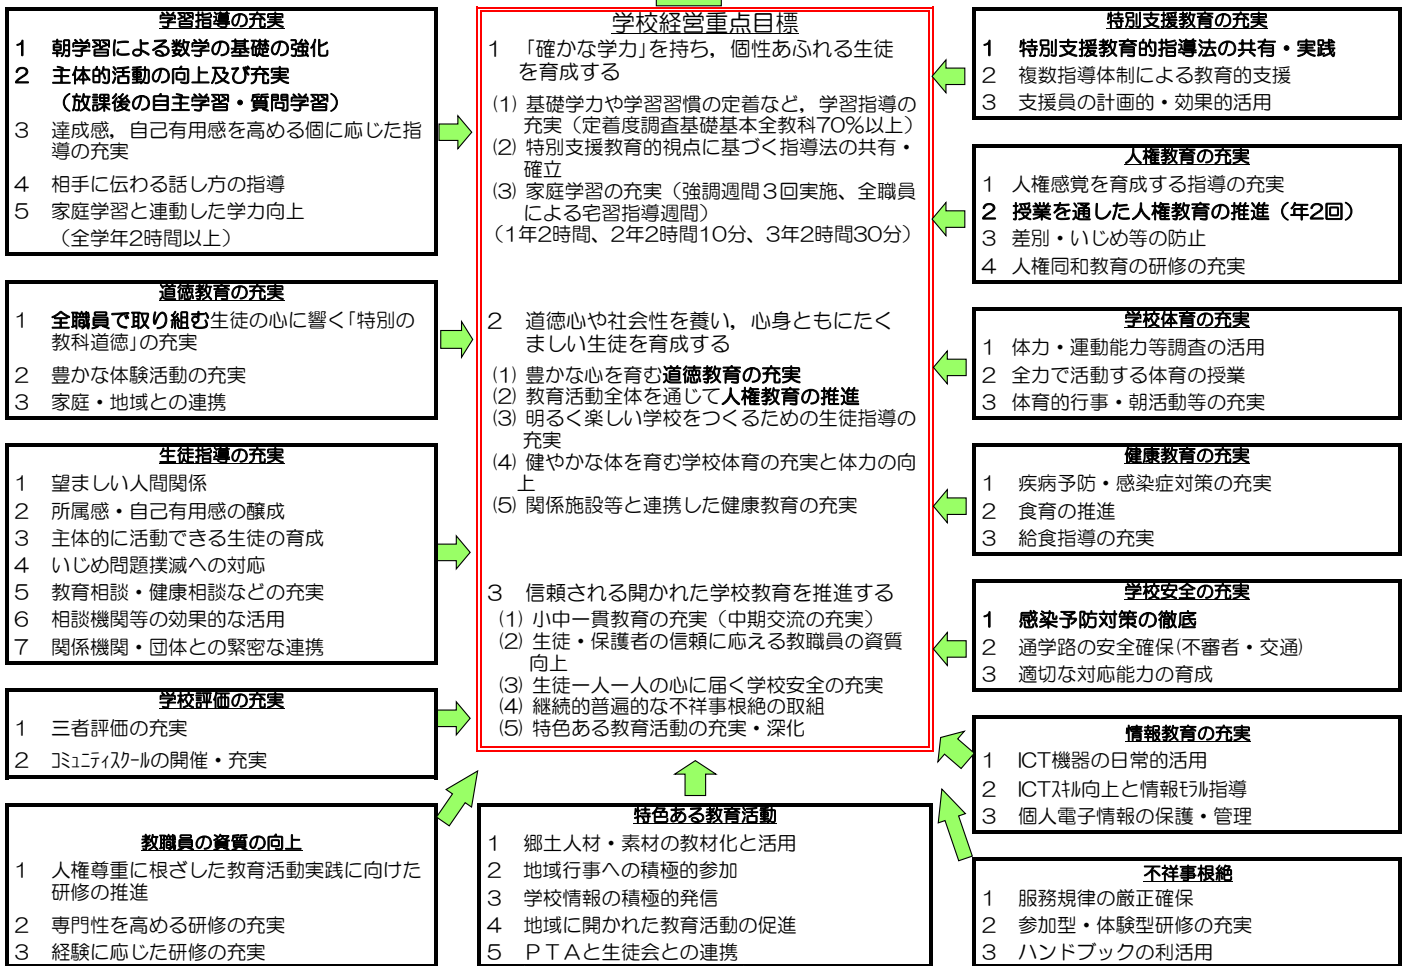 学習指導の充実
1 朝学習による数学の基礎の強化
2 主体的活動の向上及び充実
（放課後の自主学習・質問学習）
3 達成感，自己有用感を高める個に応じた指
導の充実
4 相手に伝わる話し方の指導
5 家庭学習と連動した学力向上
（全学年2時間以上）
道徳教育の充実
1 全職員で取り組む生徒の心に響く「特別の
教科道徳」の充実
2 豊かな体験活動の充実
3 家庭・地域との連携
生徒指導の充実
1 望ましい人間関係
2 所属感・自己有用感の醸成
3 主体的に活動できる生徒の育成
4 いじめ問題撲滅への対応
5 教育相談・健康相談などの充実
6 相談機関等の効果的な活用
7 関係機関・団体との緊密な連携
学校評価の充実
1 三者評価の充実
2 ｺﾐｭﾆﾃｨｽｸｰﾙの開催・充実
教職員の資質の向上
1 人権尊重に根ざした教育活動実践に向けた
研修の推進
2 専門性を高める研修の充実
3 経験に応じた研修の充実
学校経営重点目標
1 「確かな学力」を持ち，個性あふれる生徒
を育成する
(1) 基礎学力や学習習慣の定着など，学習指導の
充実（定着度調査基礎基本全教科70％以上）
(2) 特別支援教育的視点に基づく指導法の共有・
確立
(3) 家庭学習の充実（強調週間３回実施、全職員
による宅習指導週間）
（1年2時間、2年2時間10分、3年2時間30分）
2 道徳心や社会性を養い，心身ともにたく
ましい生徒を育成する
(1) 豊かな心を育む道徳教育の充実
(2) 教育活動全体を通じて人権教育の推進
(3) 明るく楽しい学校をつくるための生徒指導の
充実
(4) 健やかな体を育む学校体育の充実と体力の向
上
(5) 関係施設等と連携した健康教育の充実
3 信頼される開かれた学校教育を推進する
(1) 小中一貫教育の充実（中期交流の充実）
(2) 生徒・保護者の信頼に応える教職員の資質
向上
(3) 生徒一人一人の心に届く学校安全の充実
(4) 継続的普遍的な不祥事根絶の取組
(5) 特色ある教育活動の充実・深化
特色ある教育活動
1 郷土人材・素材の教材化と活用
2 地域行事への積極的参加
3 学校情報の積極的発信
4 地域に開かれた教育活動の促進
5 ＰＴＡと生徒会との連携
特別支援教育の充実
1 特別支援教育的指導法の共有・実践
2 複数指導体制による教育的支援
3 支援員の計画的・効果的活用
人権教育の充実
1 人権感覚を育成する指導の充実
2 授業を通した人権教育の推進（年2回）
3 差別・いじめ等の防止
4 人権同和教育の研修の充実
学校体育の充実
1 体力・運動能力等調査の活用
2 全力で活動する体育の授業
3 体育的行事・朝活動等の充実
健康教育の充実
1 疾病予防・感染症対策の充実
2 食育の推進
3 給食指導の充実
学校安全の充実
1 感染予防対策の徹底
2 通学路の安全確保(不審者・交通)
3 適切な対応能力の育成
情報教育の充実
1 ICT機器の日常的活用
2 ICTｽｷﾙ向上と情報ﾓﾗﾙ指導
3 個人電子情報の保護・管理
不祥事根絶
1 服務規律の厳正確保
2 参加型・体験型研修の充実
3 ハンドブックの利活用